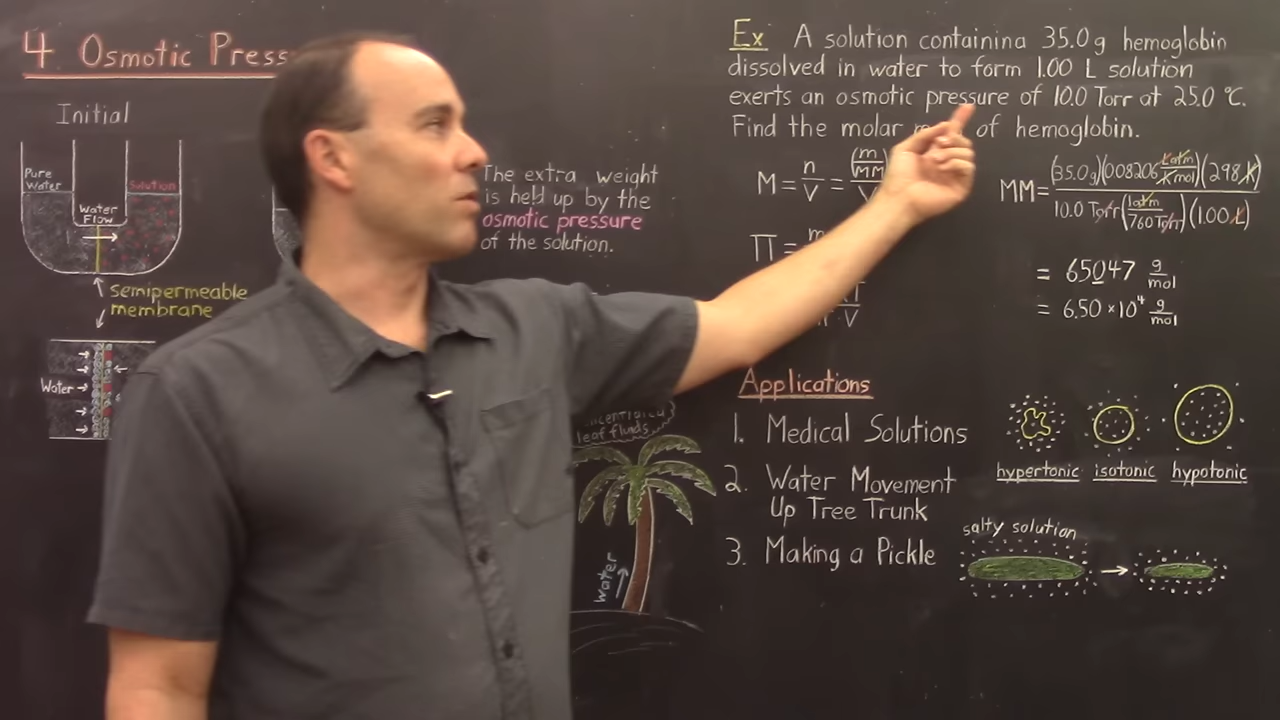 4. Osmotic Press
Initial
Pure
Water
Solution
Water
Flow
semipermeable
membrane
Water
The extra weight
is held up by the
osmotic pressure
of the solution.
leaf fluids
water
Ex A solution containing 35.0 g hemoglobin
dissolved in water to form 1.00 L solution
exerts an osmotic pressure of 10.0 Torr at 25.0 °C.
Find the molar of hemoglobin.
M = n/V = (m/MM)/V
Π = m
V
MM = (35.0 g)(0.08206 L atm/K mol)(298 K) / 10.0 Torr (1 atm/760 Torr)(1.00 L)
= 65047 g/mol
= 6.50 × 10⁴ g/mol
Applications
1. Medical Solutions
2. Water Movement
Up Tree Trunk
3. Making a Pickle
hypertonic isotonic hypotonic
salty solution